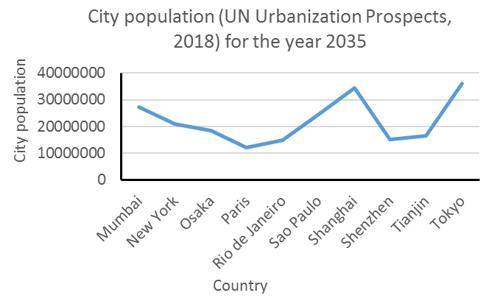 City population (UN Urbanization Prospects,
2018) for the year 2035
City population
40000000
30000000
20000000
10000000
0
Mumbai
New York
Osaka
Paris
Rio de Janeiro
Sao Paulo
Shanghai
Shenzhen
Tianjin
Tokyo
Country